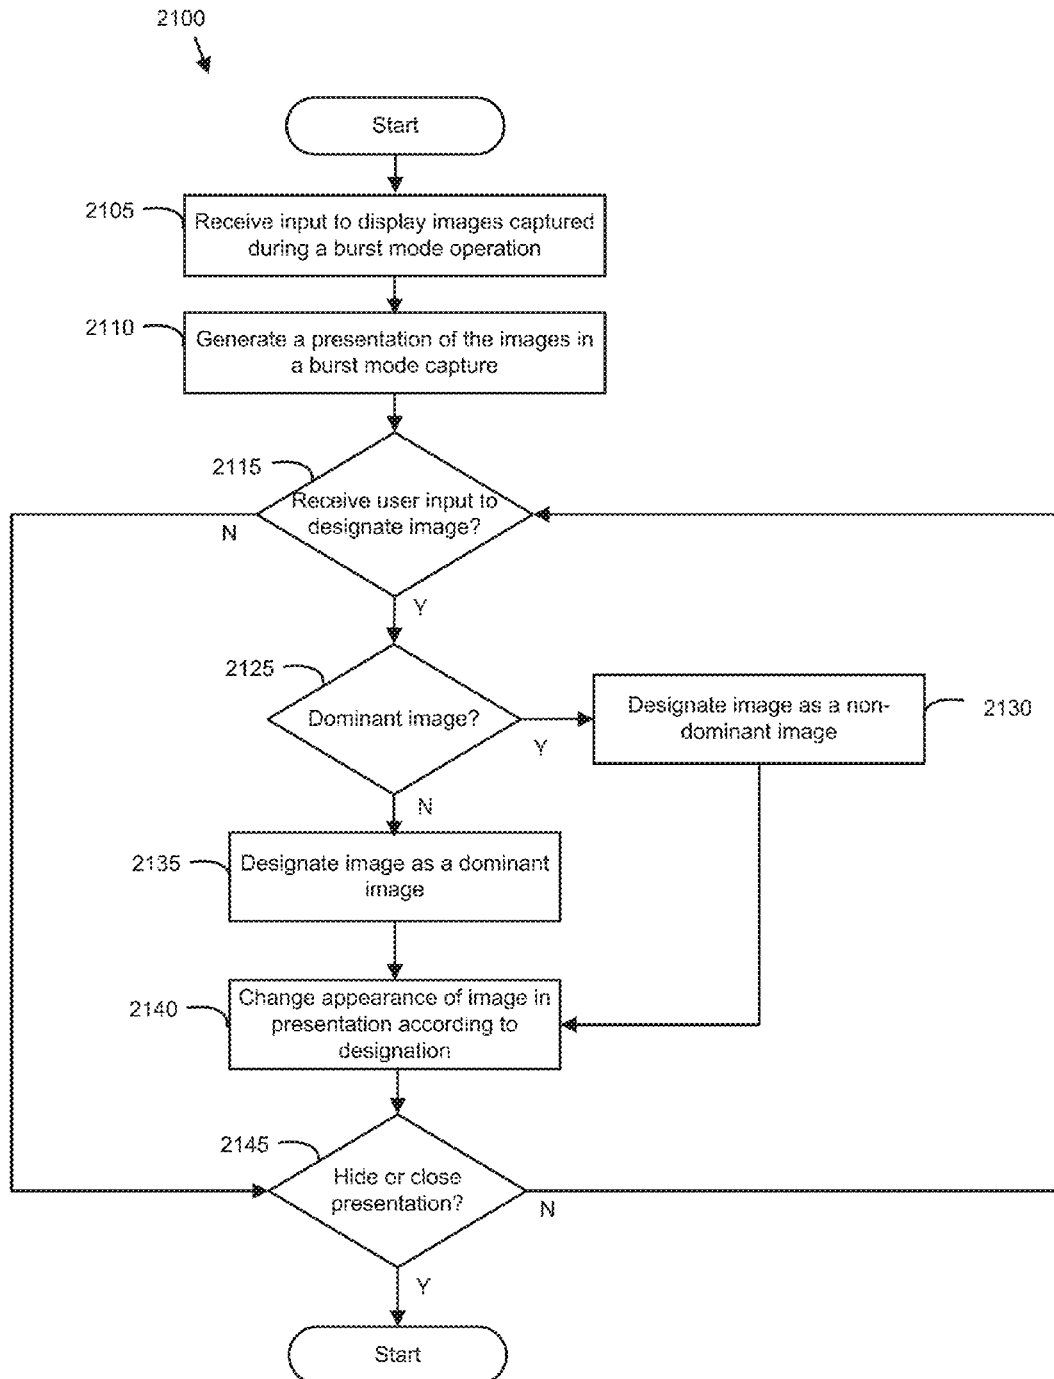 2100
Start
2105
Receive input to display images captured
during a burst mode operation
2110
Generate a presentation of the images in
a burst mode capture
2115
Receive user input to
designate image?
N
Y
2125
Dominant image?
Y
Designate image as a non-
dominant image
2130
N
2135
Designate image as a dominant
image
2140
Change appearance of image in
presentation according to
designation
2145
Hide or close
presentation?
N
Y
Start